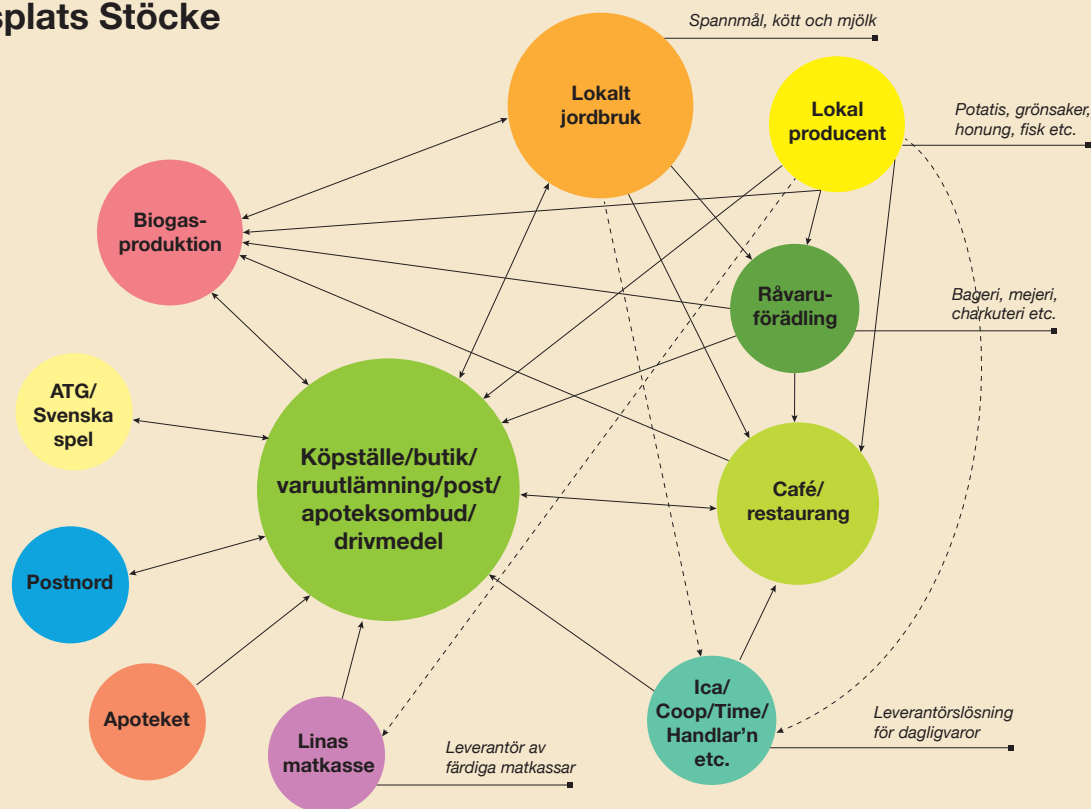 splats Stöcke
Spannmål, kött och mjölk
Lokalt
jordbruk
Lokal
producent
Potatis, grönsaker,
honung, fisk etc.
Biogas-
produktion
Råvaru-
förädling
Bageri, mejeri,
charkuteri etc.
ATG/
Svenska
spel
Köpställe/butik/
varuutlämning/post/
apoteksombud/
drivmedel
Café/
restaurang
Postnord
Apoteket
Linas
matkasse
Leverantör av
färdiga matkassar
Ica/
Coop/Time/
Handlar’n
etc.
Leverantörslösning
för dagligvaror